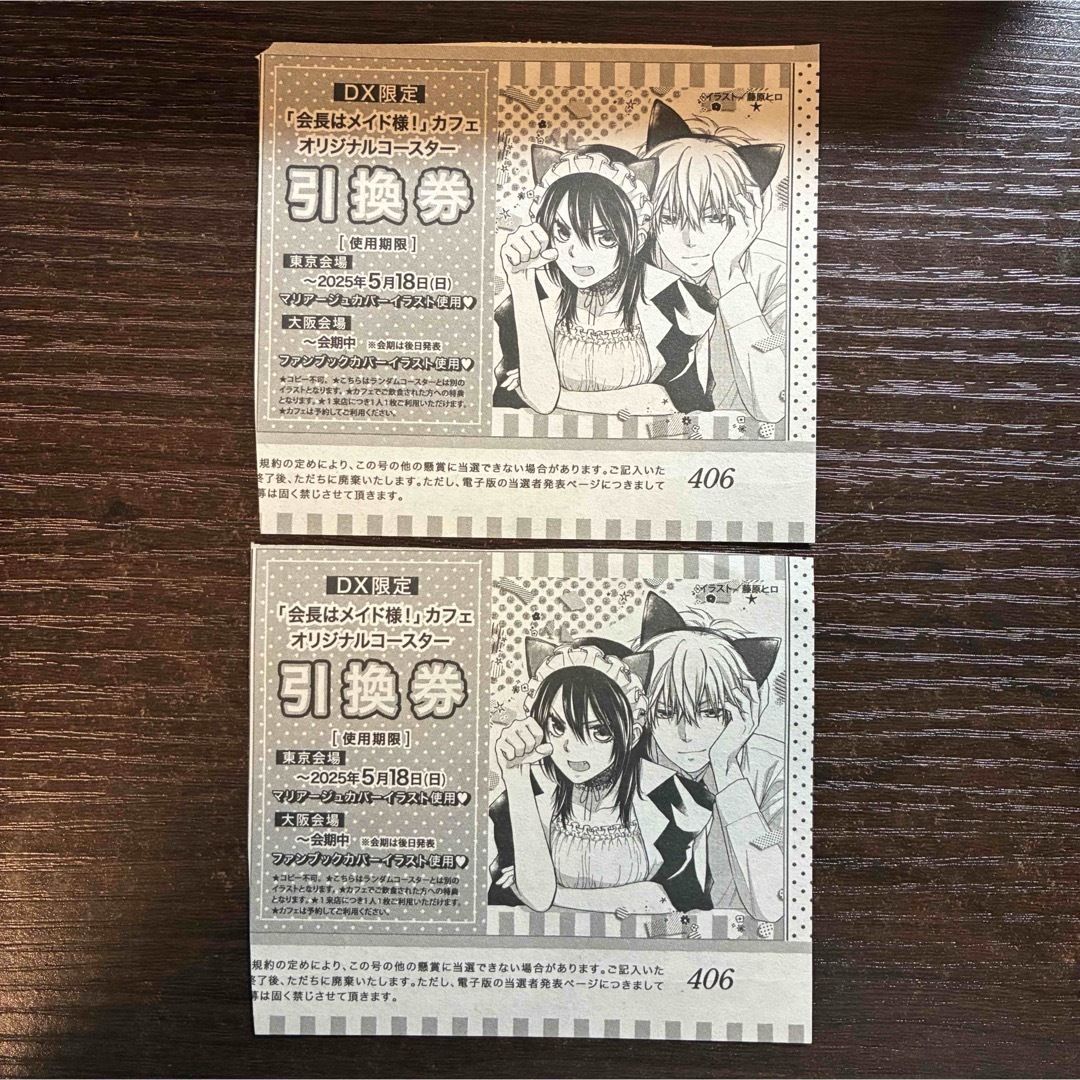 DX限定
「会長はメイド様！」カフェ
オリジナルコースター
引換券
[使用期限]
東京会場
～2025年5月18日(日)
マリアージュカバーイラスト使用♥
大阪会場
～会期中 ※会期は後日発表
ファンブックカバーイラスト使用♥
★コピー不可。★こちらはランダムコースターとは別の
イラストとなります。★カフェでご飲食された方への特典
となります。★1来店につき1人1枚ご利用いただけます。
★カフェは予約してご利用ください。
イラスト／藤原ヒロ
規約の定めにより、この号の他の懸賞に当選できない場合があります。ご記入いた
終了後、ただちに廃棄いたします。ただし、電子版の当選者発表ページにつきまして
募は固く禁じさせて頂きます。
406
DX限定
「会長はメイド様！」カフェ
オリジナルコースター
引換券
[使用期限]
東京会場
～2025年5月18日(日)
マリアージュカバーイラスト使用♥
大阪会場
～会期中 ※会期は後日発表
ファンブックカバーイラスト使用♥
★コピー不可。★こちらはランダムコースターとは別の
イラストとなります。★カフェでご飲食された方への特典
となります。★1来店につき1人1枚ご利用いただけます。
★カフェは予約してご利用ください。
イラスト／藤原ヒロ
規約の定めにより、この号の他の懸賞に当選できない場合があります。ご記入いた
終了後、ただちに廃棄いたします。ただし、電子版の当選者発表ページにつきまして
募は固く禁じさせて頂きます。
406